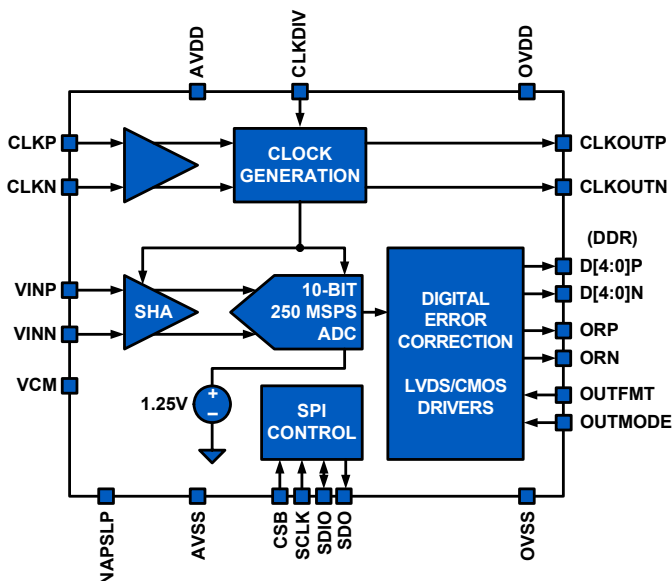 AVDD
CLKDIV
OVDD
CLKP
CLKN
CLOCK
GENERATION
CLKOUTP
CLKOUTN
(DDR)
D[4:0]P
D[4:0]N
ORP
ORN
OUTFMT
OUTMODE
VINP
VINN
VCM
SHA
10-BIT
250 MSPS
ADC
DIGITAL
ERROR
CORRECTION
LVDS/CMOS
DRIVERS
1.25V
+
–
SPI
CONTROL
NAPSLP
AVSS
CSB
SCLK
SDIO
SDO
OVSS